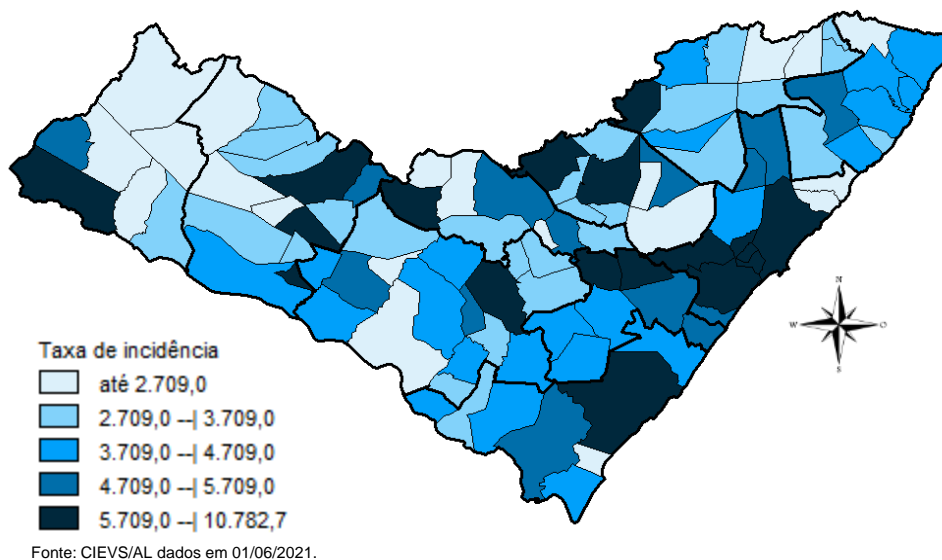 N
W
O
S
Taxa de incidência
até 2.709,0
2.709,0 --| 3.709,0
3.709,0 --| 4.709,0
4.709,0 --| 5.709,0
5.709,0 --| 10.782,7
Fonte: CIEVS/AL dados em 01/06/2021.